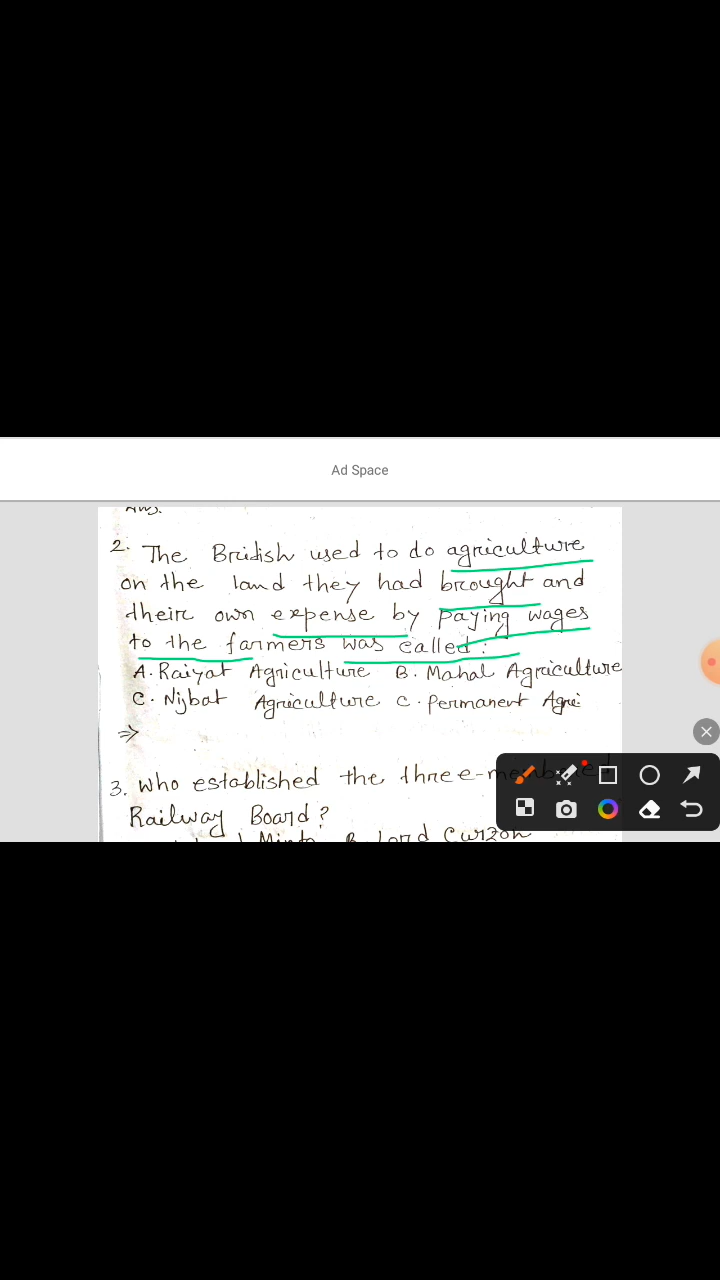 Ad Space
Ans.
2. The Bridish used to do agriculture
on the land they had brought and
their own expense by paying wages
to the farmers was called:
A. Raiyat Agriculture B. Mahal Agriculture
C. Nijbat Agriculture C. Permanent Agri:
⇒
3. Who established the three-
Railway Board?
Minto B. Lord Curzon